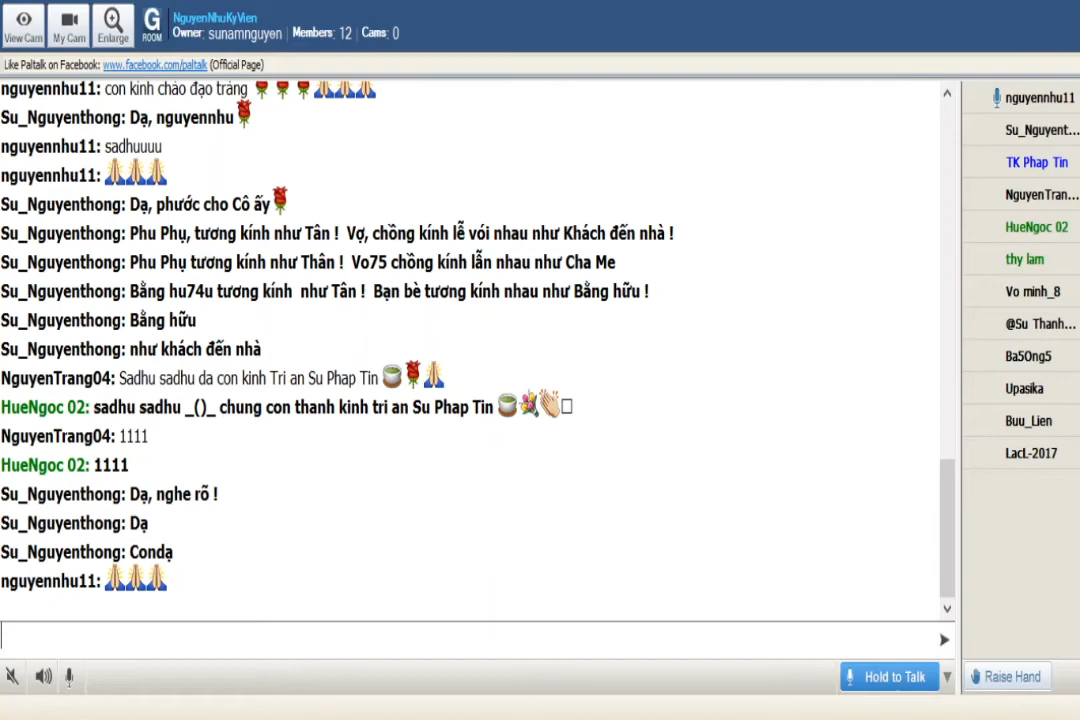 View Cam
My Cam
Enlarge
G
ROOM
NguyenNhuKyVien
Owner: sunamnguyen | Members: 12 | Cams: 0
Like Paltalk on Facebook: www.facebook.com/paltalk (Official Page)
nguyennhu11: con kính chào đạo tràng
Su_Nguyenthong: Dạ, nguyennhu
nguyennhu11: sadhuuuu
nguyennhu11:
Su_Nguyenthong: Dạ, phước cho Cô ấy
Su_Nguyenthong: Phu Phụ, tương kính như Tân ! Vợ, chồng kính lễ vói nhau như Khách đến nhà !
Su_Nguyenthong: Phu Phụ tương kính như Thân ! Vo75 chồng kính lẫn nhau như Cha Me
Su_Nguyenthong: Bằng hu74u tương kính như Tân ! Bạn bè tương kính nhau như Bằng hữu !
Su_Nguyenthong: Bằng hữu
Su_Nguyenthong: như khách đến nhà
NguyenTrang04: Sadhu sadhu da con kinh Tri an Su Phap Tin
HueNgoc 02: sadhu sadhu _()_ chung con thanh kinh tri an Su Phap Tin
NguyenTrang04: 1111
HueNgoc 02: 1111
Su_Nguyenthong: Dạ, nghe rõ !
Su_Nguyenthong: Dạ
Su_Nguyenthong: Condạ
nguyennhu11:
nguyennhu11
Su_Nguyent...
TK Phap Tin
NguyenTran...
HueNgoc 02
thy lam
Vo minh_8
@Su Thanh...
Ba5Ong5
Upasika
Buu_Lien
LacL-2017
Hold to Talk
Raise Hand